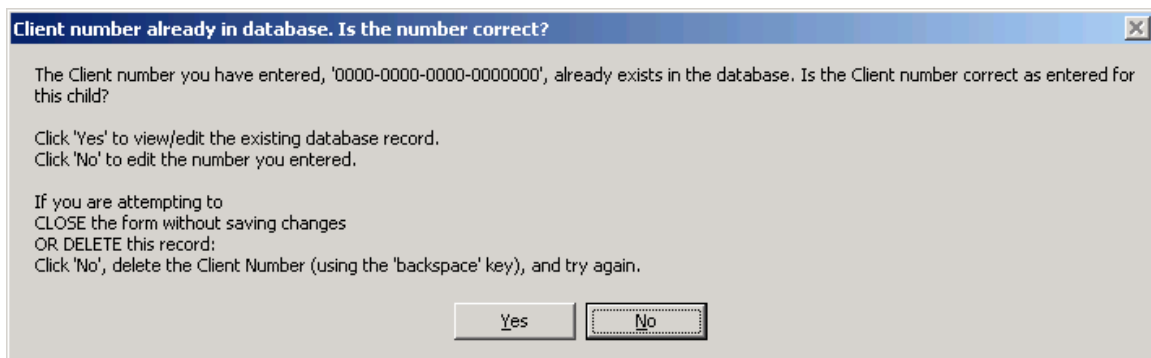 Client number already in database. Is the number correct?
The Client number you have entered, '0000-0000-0000-0000000', already exists in the database. Is the Client number correct as entered for
this child?
Click 'Yes' to view/edit the existing database record.
Click 'No' to edit the number you entered.
If you are attempting to
CLOSE the form without saving changes
OR DELETE this record:
Click 'No', delete the Client Number (using the 'backspace' key), and try again.
Yes No